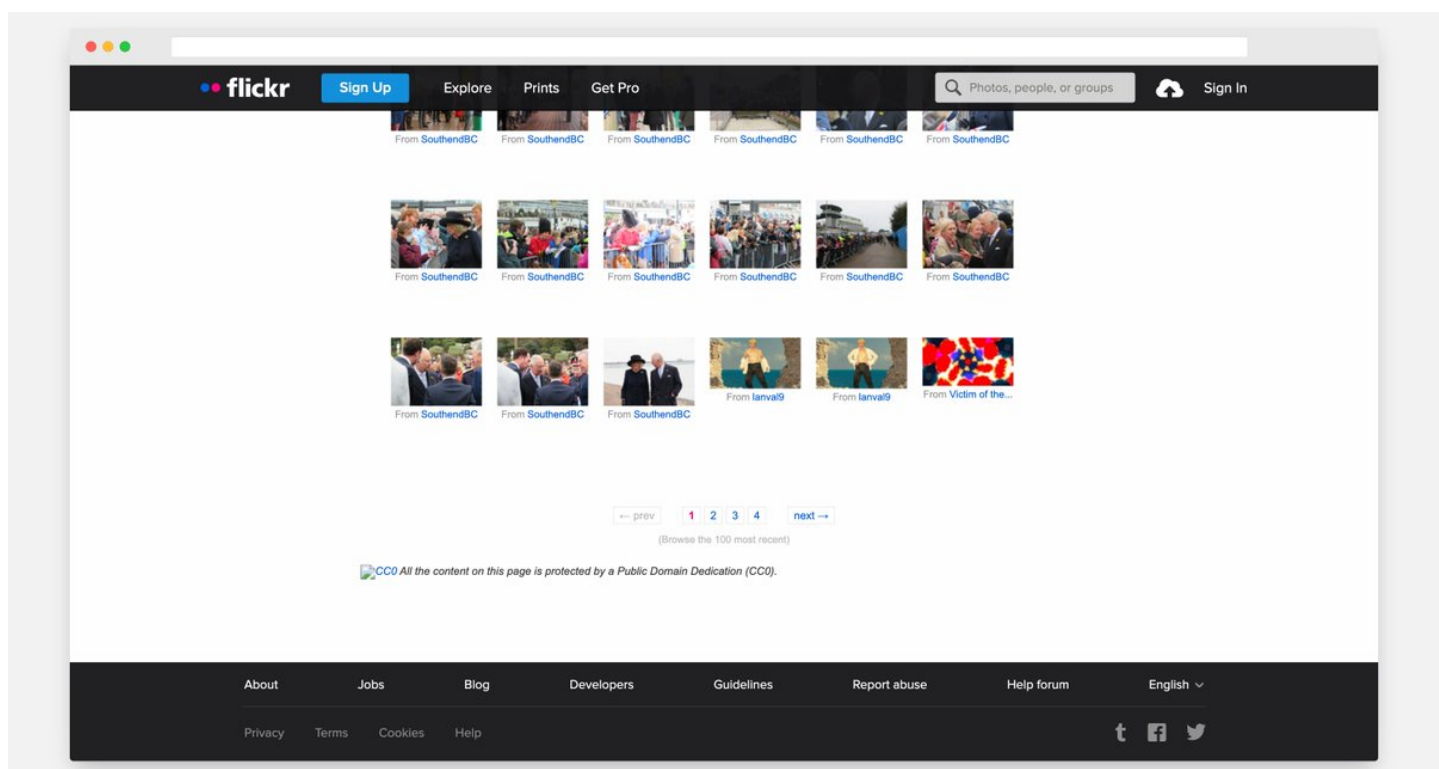 flickr Sign Up Explore Prints Get Pro Photos, people, or groups Sign In
From SouthendBC From SouthendBC From SouthendBC From SouthendBC From SouthendBC From SouthendBC
From SouthendBC From SouthendBC From SouthendBC From SouthendBC From SouthendBC From SouthendBC
From SouthendBC From SouthendBC From SouthendBC From lanval9 From lanval9 From Victim of the...
← prev 1 2 3 4 next →
(Browse the 100 most recent)
CC0 All the content on this page is protected by a Public Domain Dedication (CC0).
About Jobs Blog Developers Guidelines Report abuse Help forum English
Privacy Terms Cookies Help